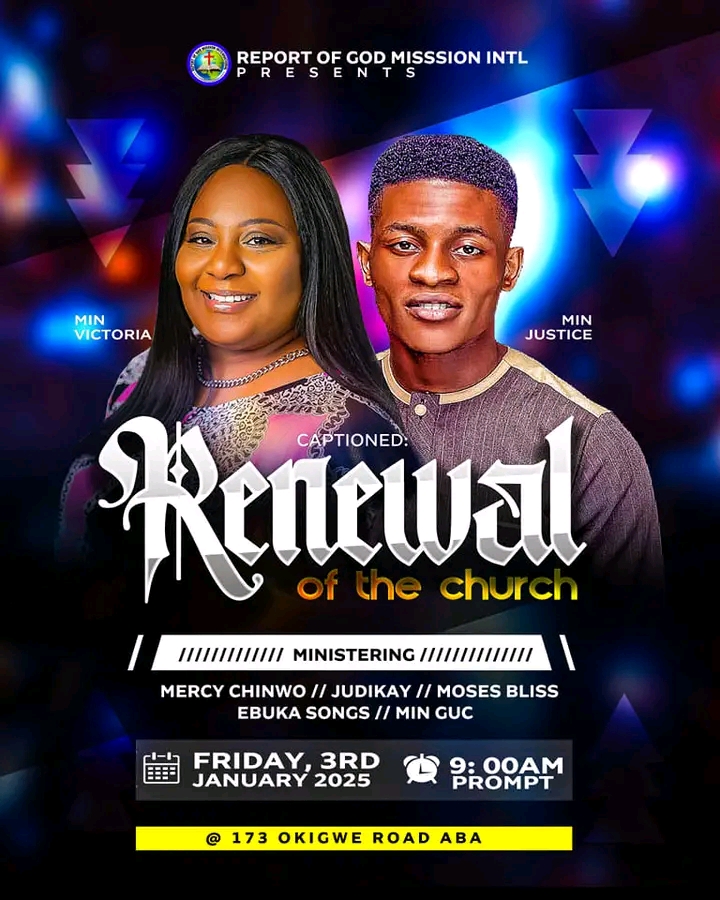 REPORT OF GOD MISSSION INTL
PRESENTS
MIN
VICTORIA
MIN
JUSTICE
CAPTIONED:
Renewal
of the church
///////////// MINISTERING //////////////
MERCY CHINWO // JUDIKAY // MOSES BLISS
EBUKA SONGS // MIN GUC
FRIDAY, 3RD
JANUARY 2025
9: 00AM
PROMPT
@ 173 OKIGWE ROAD ABA